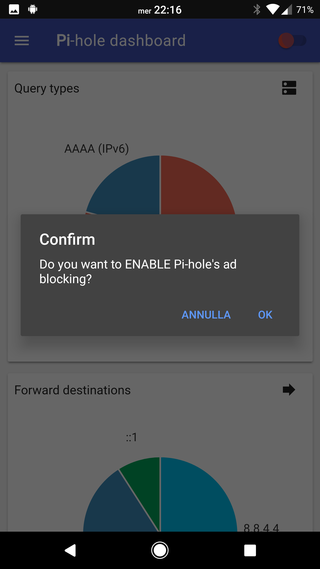 mer 22:16 71%
Pi-hole dashboard
Query types
AAAA (IPv6)
Confirm
Do you want to ENABLE Pi-hole's ad
blocking?
ANNULLA OK
Forward destinations
::1
8.8.4.4